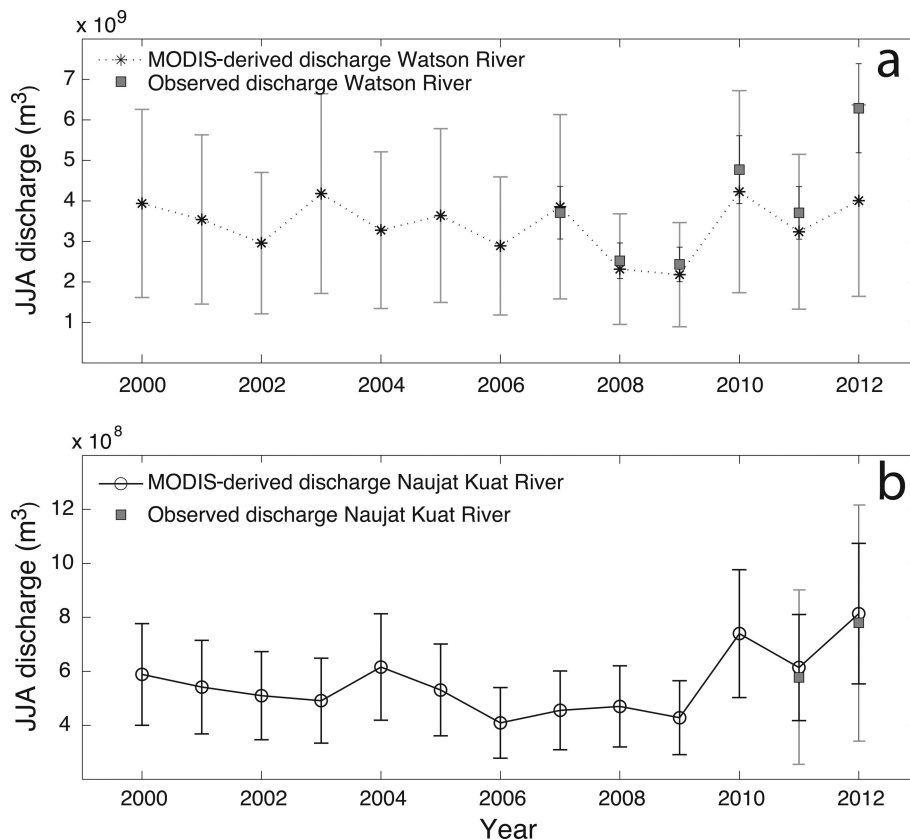 x 10^9
a
MODIS-derived discharge Watson River
Observed discharge Watson River
JJA discharge (m³)
7
6
5
4
3
2
1
2000 2002 2004 2006 2008 2010 2012
x 10^8
b
MODIS-derived discharge Naujat Kuat River
Observed discharge Naujat Kuat River
JJA discharge (m³)
12
10
8
6
4
2000 2002 2004 2006 2008 2010 2012
Year